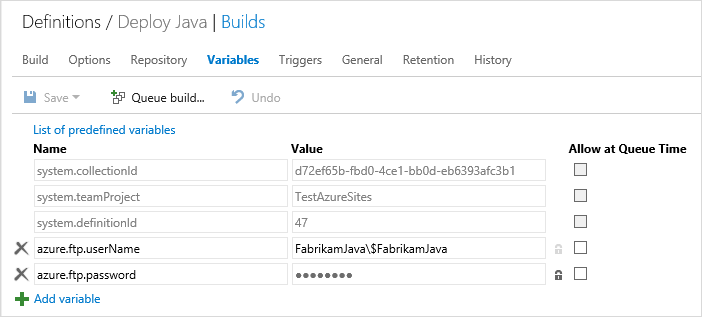 Definitions / Deploy Java | Builds
Build Options Repository Variables Triggers General Retention History
Save Queue build... Undo
List of predefined variables
Name Value Allow at Queue Time
system.collectionId d72ef65b-fbd0-4ce1-bb0d-eb6393afc3b1
system.teamProject TestAzureSites
system.definitionId 47
azure.ftp.userName FabrikamJava\$FabrikamJava
azure.ftp.password ●●●●●●●●
Add variable